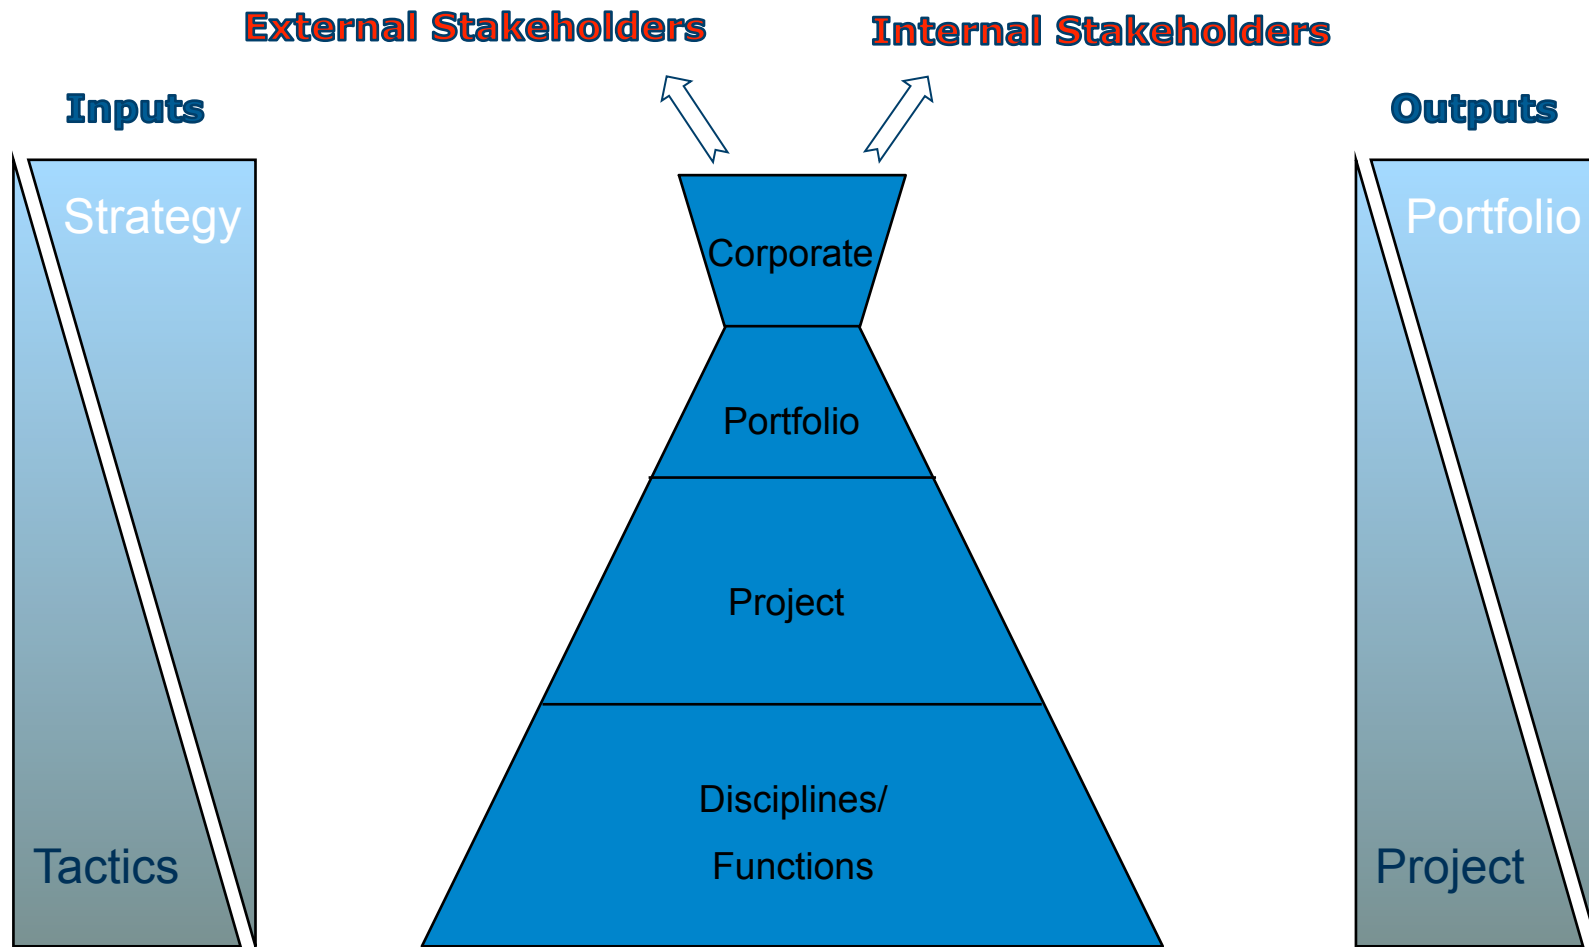 External Stakeholders
Internal Stakeholders
Inputs
Outputs
Strategy
Portfolio
Corporate
Portfolio
Project
Disciplines/
Functions
Tactics
Project